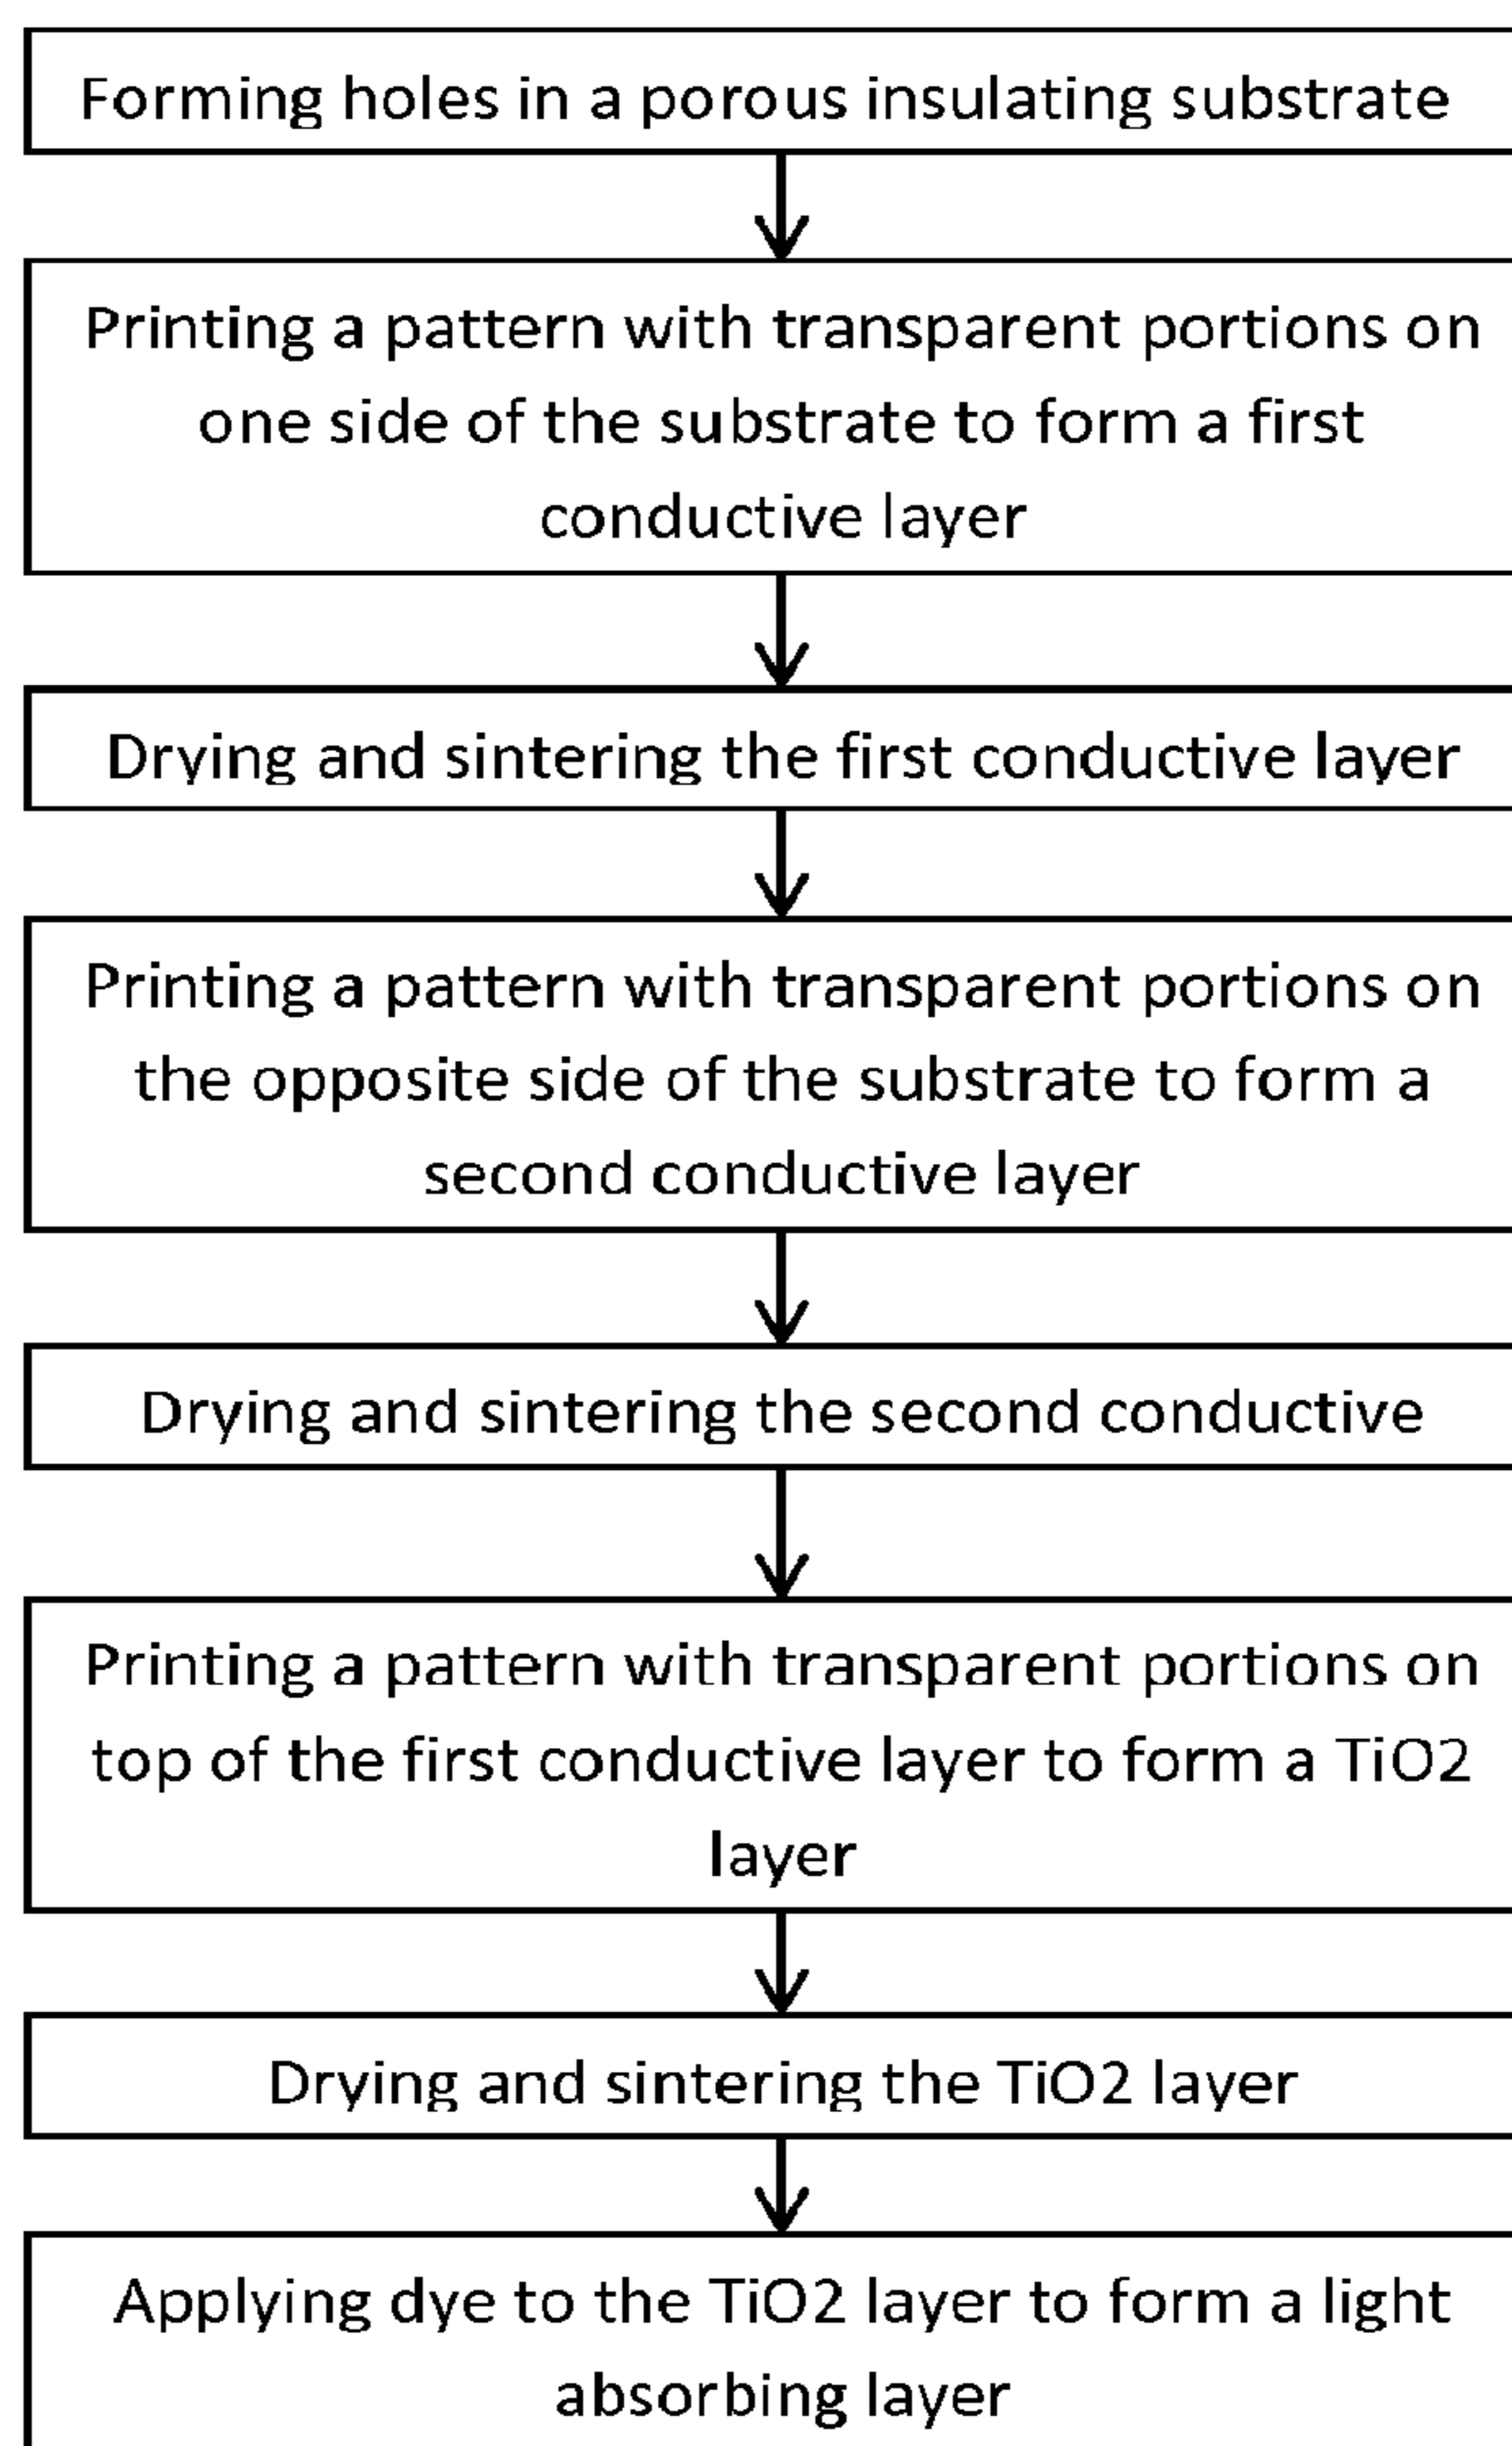 Forming holes in a porous insulating substrate
Printing a pattern with transparent portions on
one side of the substrate to form a first
conductive layer
Drying and sintering the first conductive layer
Printing a pattern with transparent portions on
the opposite side of the substrate to form a
second conductive layer
Drying and sintering the second conductive
Printing a pattern with transparent portions on
top of the first conductive layer to form a TiO2
layer
Drying and sintering the TiO2 layer
Applying dye to the TiO2 layer to form a light
absorbing layer